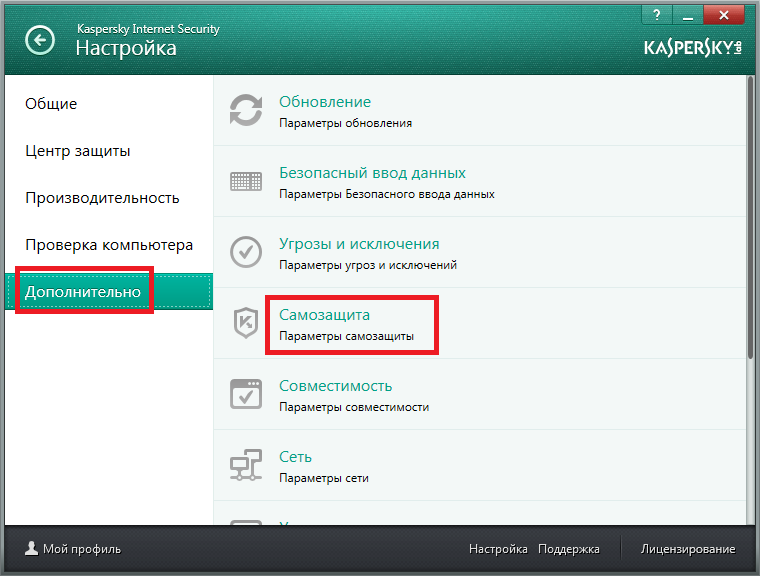 Kaspersky Internet Security
Настройка
?
KASPERSKY lab
Общие
Центр защиты
Производительность
Проверка компьютера
Дополнительно
Обновление
Параметры обновления
Безопасный ввод данных
Параметры Безопасного ввода данных
Угрозы и исключения
Параметры угроз и исключений
Самозащита
Параметры самозащиты
Совместимость
Параметры совместимости
Сеть
Параметры сети
Мой профиль
Настройка
Поддержка
Лицензирование